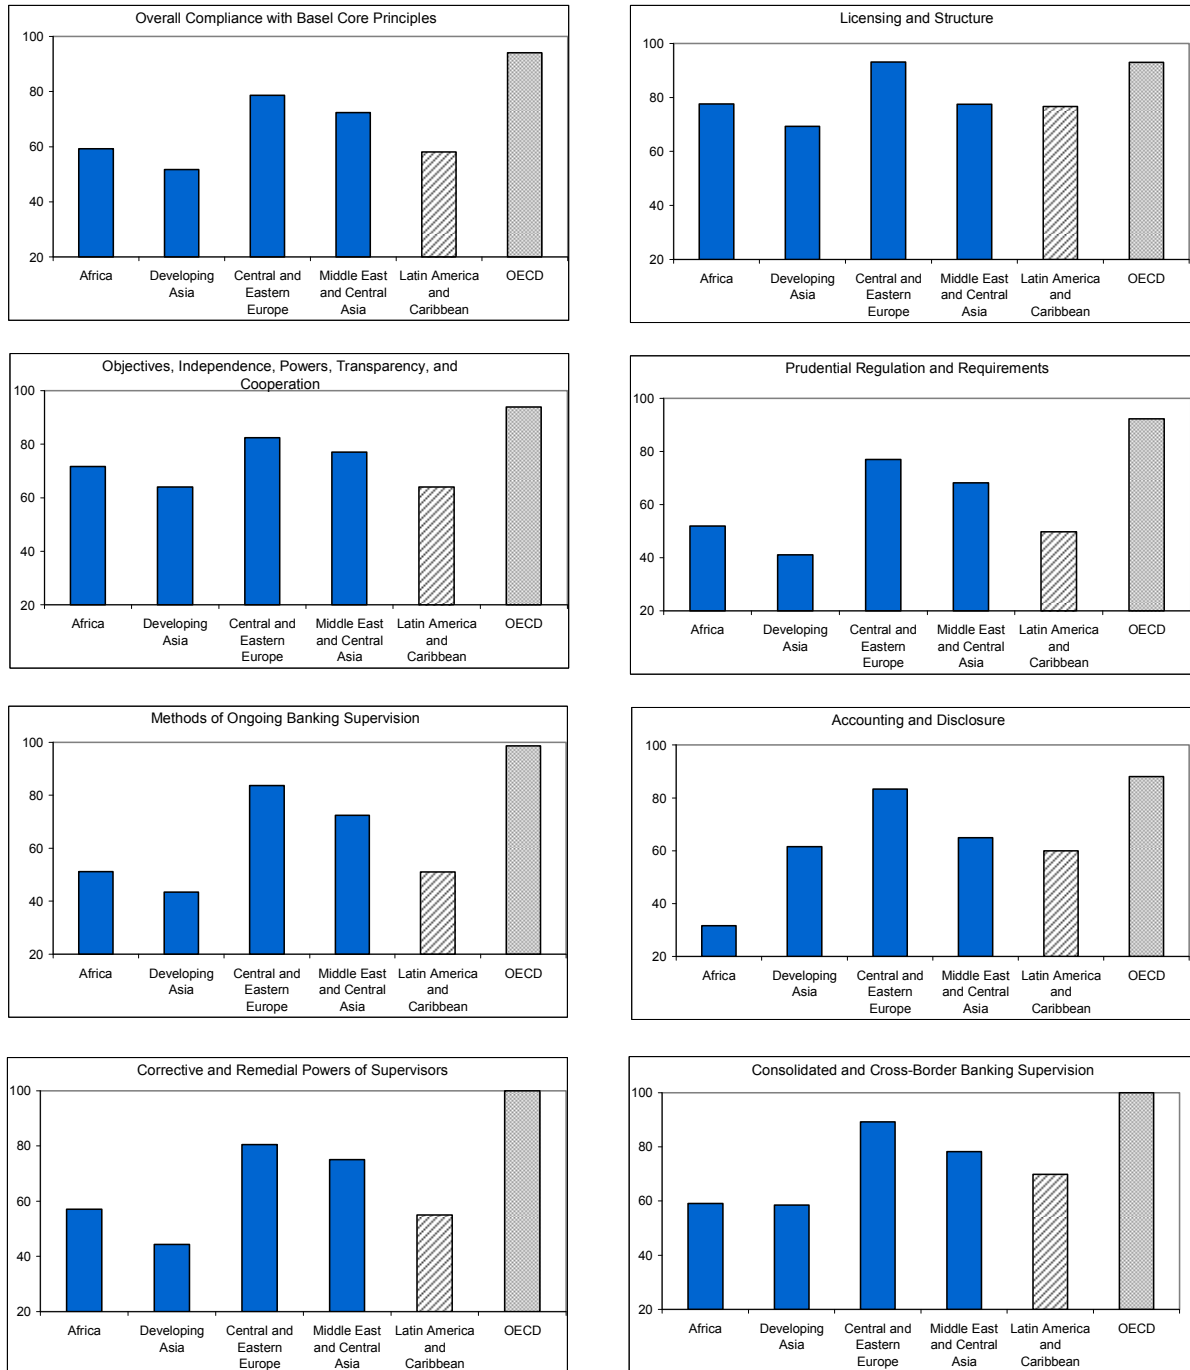 Overall Compliance with Basel Core Principles
100
80
60
40
20
Africa
Developing
Asia
Central and
Eastern
Europe
Middle East
and Central
Asia
Latin America
and
Caribbean
OECD
Licensing and Structure
100
80
60
40
20
Africa
Developing
Asia
Central and
Eastern
Europe
Middle East
and Central
Asia
Latin America
and
Caribbean
OECD
Objectives, Independence, Powers, Transparency, and
Cooperation
100
80
60
40
20
Africa
Developing
Asia
Central and
Eastern
Europe
Middle East
and Central
Asia
Latin America
and
Caribbean
OECD
Prudential Regulation and Requirements
100
80
60
40
20
Africa
Developing
Asia
Central and
Eastern
Europe
Middle East
and Central
Asia
Latin America
and
Caribbean
OECD
Methods of Ongoing Banking Supervision
100
80
60
40
20
Africa
Developing
Asia
Central and
Eastern
Europe
Middle East
and Central
Asia
Latin America
and
Caribbean
OECD
Accounting and Disclosure
100
80
60
40
20
Africa
Developing
Asia
Central and
Eastern
Europe
Middle East
and Central
Asia
Latin America
and
Caribbean
OECD
Corrective and Remedial Powers of Supervisors
100
80
60
40
20
Africa
Developing
Asia
Central and
Eastern
Europe
Middle East
and Central
Asia
Latin America
and
Caribbean
OECD
Consolidated and Cross-Border Banking Supervision
100
80
60
40
20
Africa
Developing
Asia
Central and
Eastern
Europe
Middle East
and Central
Asia
Latin America
and
Caribbean
OECD